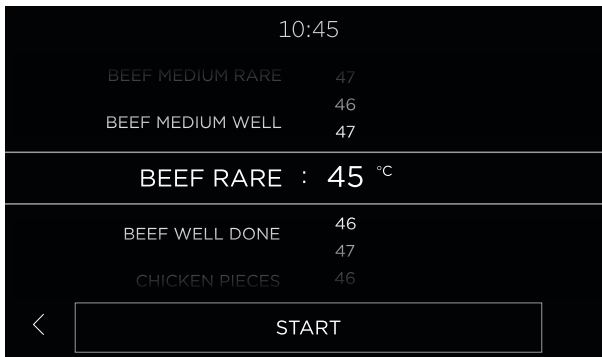 10:45
BEEF MEDIUM RARE 47
46
BEEF MEDIUM WELL 47
BEEF RARE : 45 °C
BEEF WELL DONE 46
47
CHICKEN PIECES 46
< START